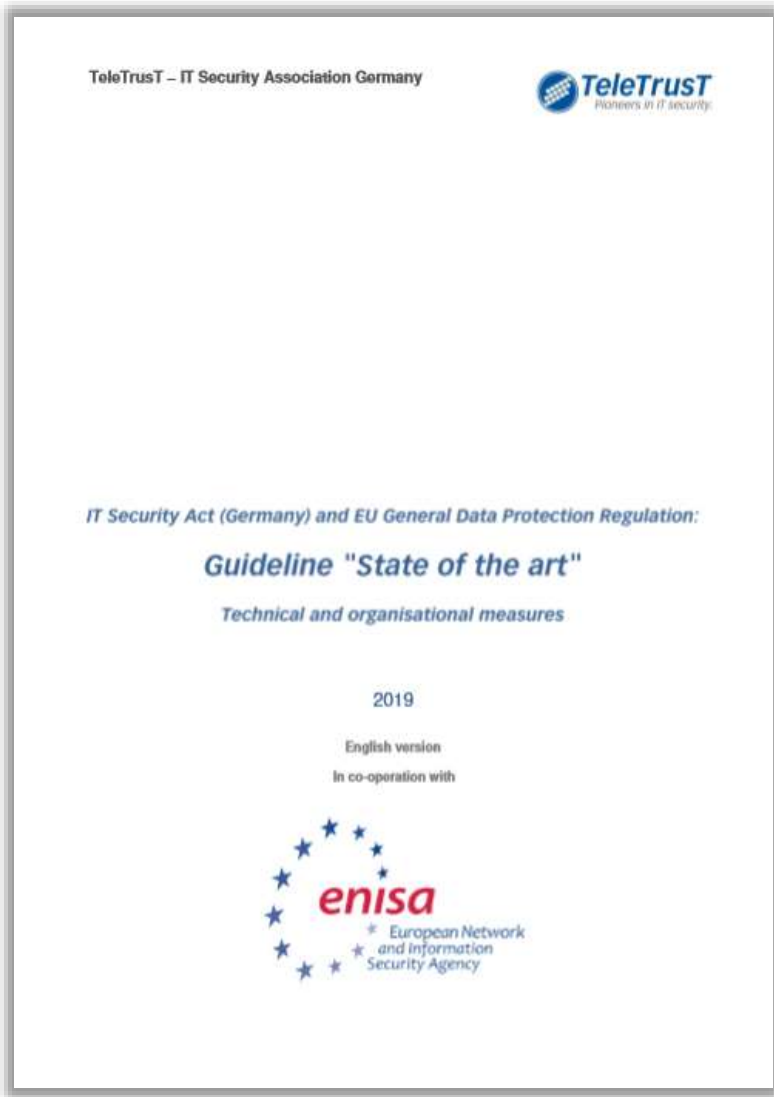 TeleTrusT – IT Security Association Germany
TeleTrusT
Pioneers in IT security.
IT Security Act (Germany) and EU General Data Protection Regulation:
Guideline "State of the art"
Technical and organisational measures
2019
English version
In co-operation with
enisa
European Network
and Information
Security Agency